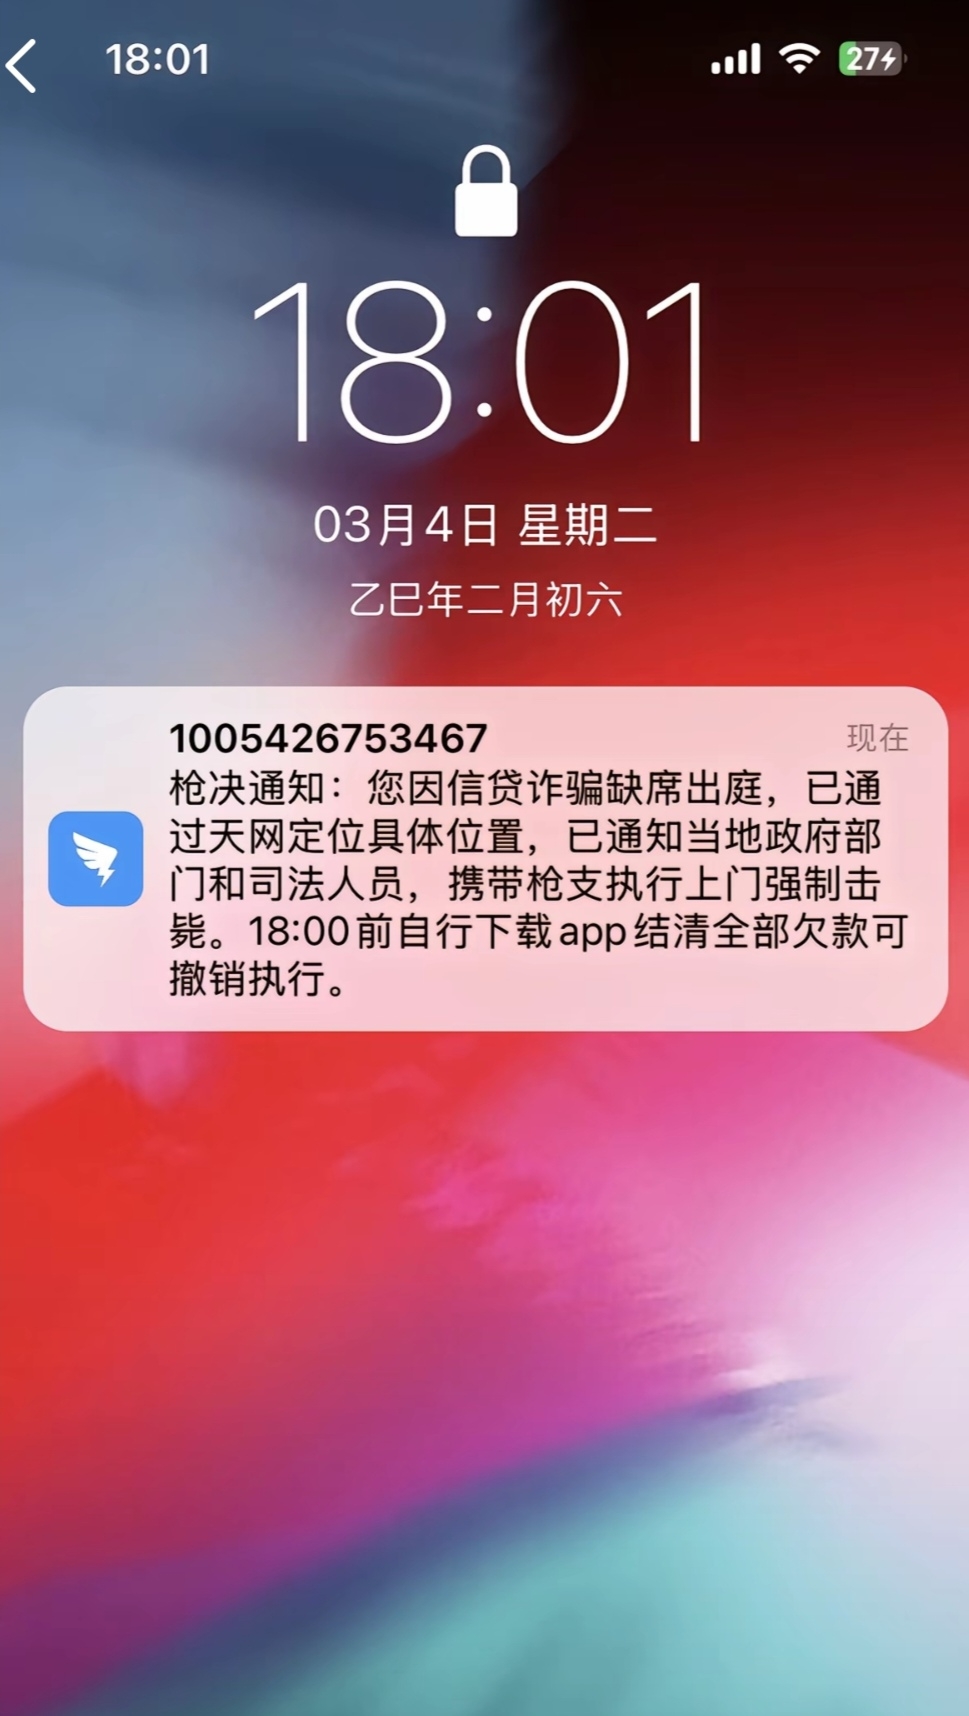 18:01
27
18:01
03月4日 星期二
乙巳年二月初六
1005426753467 现在
枪决通知：您因信贷诈骗缺席出庭，已通
过天网定位具体位置，已通知当地政府部
门和司法人员，携带枪支执行上门强制击
毙。18:00前自行下载app结清全部欠款可
撤销执行。